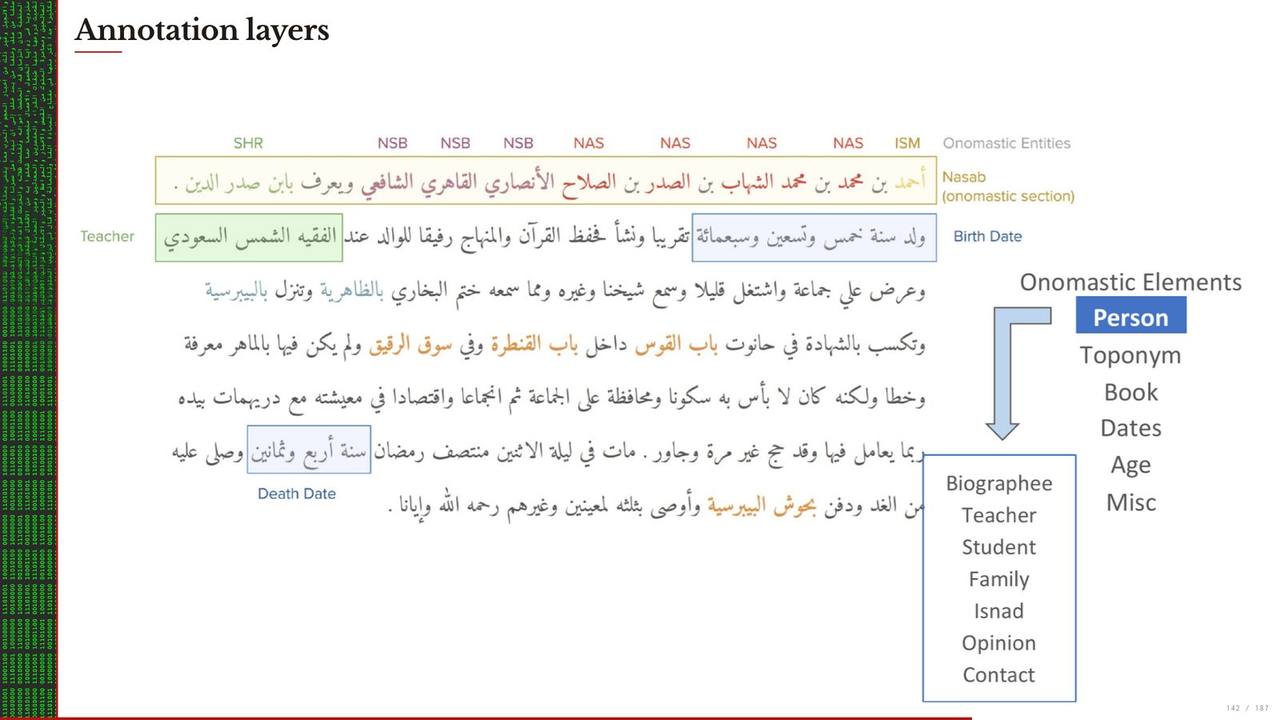 Annotation layers
SHR NSB NSB NSB NAS NAS NAS NAS ISM Onomastic Entities
أحمد بن محمد بن محمد الشهاب بن الصدر بن الصلاح الأنصاري القاهري الشافعي ويعرف بابن صدر الدين .
Nasab
(onomastic section)
Teacher
ولد سنة خمس وتسعين وسبعمائة تقريبا ونشأ فحفظ القرآن والمنهاج رفيقا للوالد عند الفقيه الشمس السعودي
Birth Date
وعرض علي جماعة واشتغل قليلا وسمع شيخنا وغيره ومما سمعه ختم البخاري بالظاهرية وتنزل بالبيبرسية
وتكسب بالشهادة في حانوت باب القوس داخل باب القنطرة وفي سوق الرقيق ولم يكن فيها بالماهر معرفة
وخطا ولكنه كان لا بأس به سكونا ومحافظة على الجماعة ثم انجماعا واقتصادا في معيشته مع دريهمات بيده
ربما يعامل فيها وقد حج غير مرة وجاور . مات في ليلة الاثنين منتصف رمضان سنة أربع وثمانين وصلى عليه
Death Date
من الغد ودفن بحوش البيبرسية وأوصى بثلثه لمعينين وغيرهم رحمه الله وإيانا .
Onomastic Elements
Person
Toponym
Book
Dates
Age
Misc
Biographee
Teacher
Student
Family
Isnad
Opinion
Contact
142 / 187